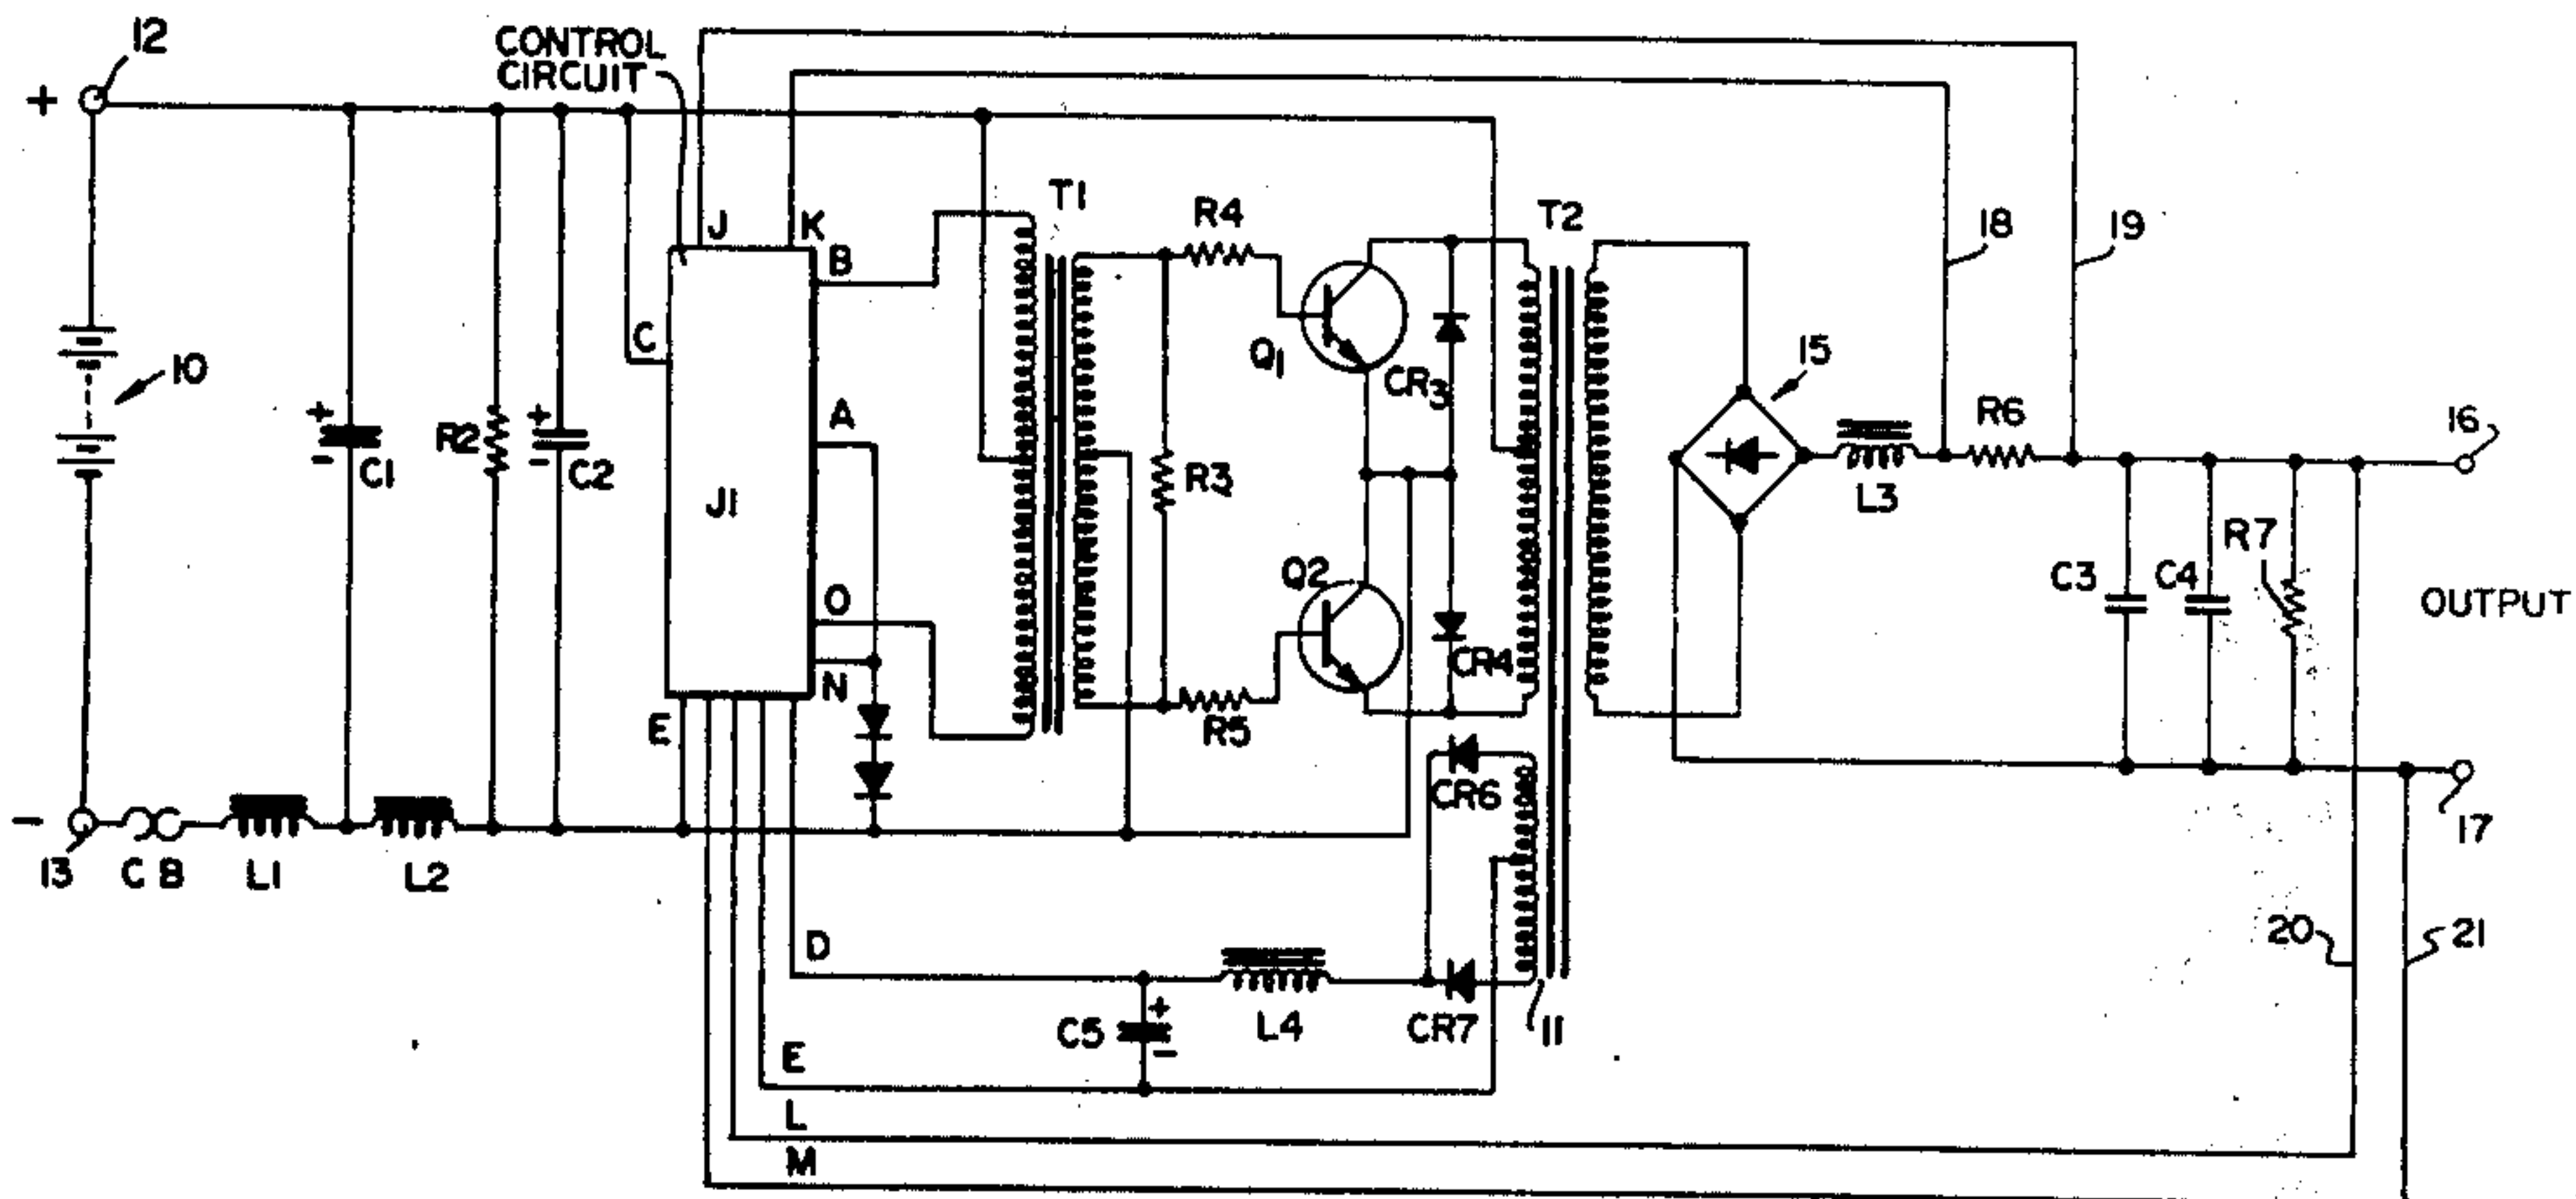 12
CONTROL
CIRCUIT
+
J
K
B
T1
R4
T2
18
19
C
10
Q1
CR3
15
A
R6
16
+
-
C1
R2
+
-
C2
J1
R3
L3
R7
C3
C4
OUTPUT
Q2
O
N
CR4
E
R5
CR6
-
13
C B
L1
L2
17
D
20
21
C5
+
-
L4
CR7
11
E
L
M